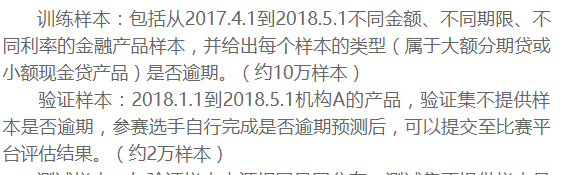 训练样本：包括从2017.4.1到2018.5.1不同金额、不同期限、不
同利率的金融产品样本，并给出每个样本的类型（属于大额分期贷或
小额现金贷产品）是否逾期。（约10万样本）
验证样本：2018.1.1到2018.5.1机构A的产品，验证集不提供样
本是否逾期，参赛选手自行完成是否逾期预测后，可以提交至比赛平
台评估结果。（约2万样本）